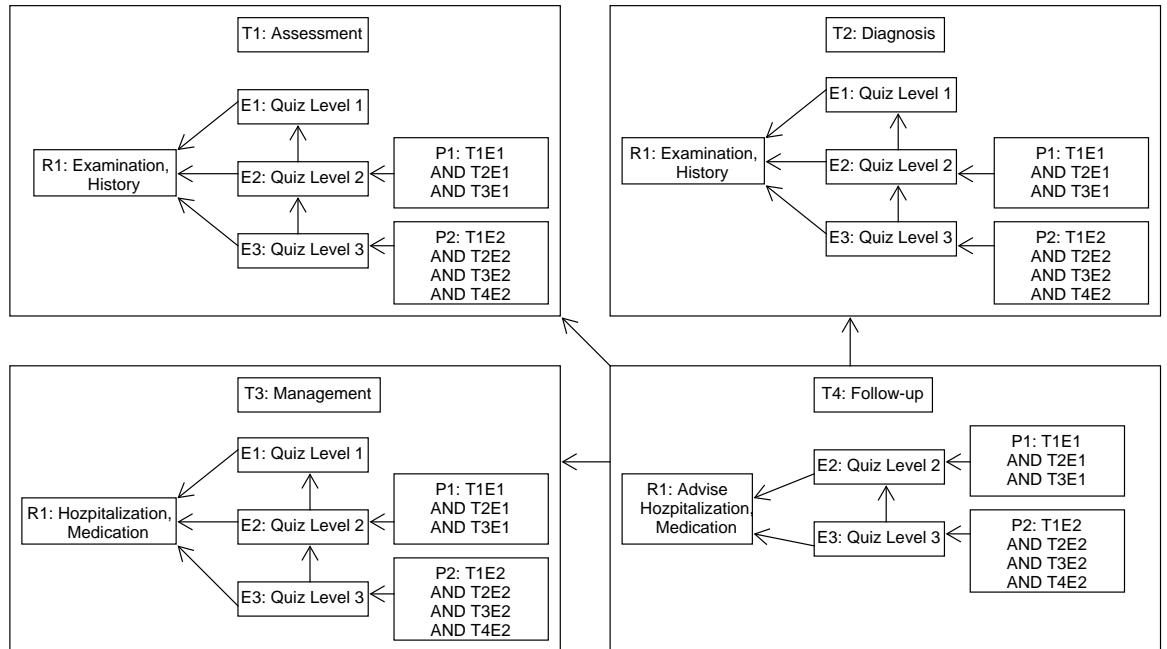 T1: Assessment
E1: Quiz Level 1
R1: Examination,
History
E2: Quiz Level 2
P1: T1E1
AND T2E1
AND T3E1
E3: Quiz Level 3
P2: T1E2
AND T2E2
AND T3E2
AND T4E2
T2: Diagnosis
E1: Quiz Level 1
R1: Examination,
History
E2: Quiz Level 2
P1: T1E1
AND T2E1
AND T3E1
E3: Quiz Level 3
P2: T1E2
AND T2E2
AND T3E2
AND T4E2
T3: Management
E1: Quiz Level 1
R1: Hozpitalization,
Medication
E2: Quiz Level 2
P1: T1E1
AND T2E1
AND T3E1
E3: Quiz Level 3
P2: T1E2
AND T2E2
AND T3E2
AND T4E2
T4: Follow-up
E2: Quiz Level 2
P1: T1E1
AND T2E1
AND T3E1
R1: Advise
Hozpitalization,
Medication
E3: Quiz Level 3
P2: T1E2
AND T2E2
AND T3E2
AND T4E2